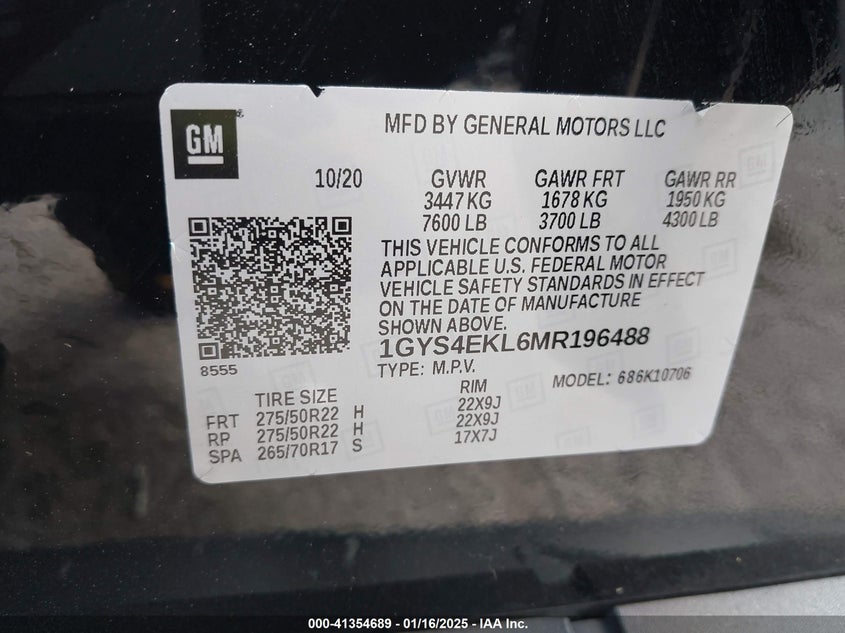 GM
MFD BY GENERAL MOTORS LLC
10/20 GVWR GAWR FRT GAWR RR
3447 KG 1678 KG 1950 KG
7600 LB 3700 LB 4300 LB
THIS VEHICLE CONFORMS TO ALL
APPLICABLE U.S. FEDERAL MOTOR
VEHICLE SAFETY STANDARDS IN EFFECT
ON THE DATE OF MANUFACTURE
SHOWN ABOVE.
1GYS4EKL6MR196488
8555
TYPE: M.P.V. MODEL: 686K10706
TIRE SIZE RIM
FRT 275/50R22 H 22X9J
RP 275/50R22 H 22X9J
SPA 265/70R17 S 17X7J
000-41354689 - 01/16/2025 - IAA Inc.